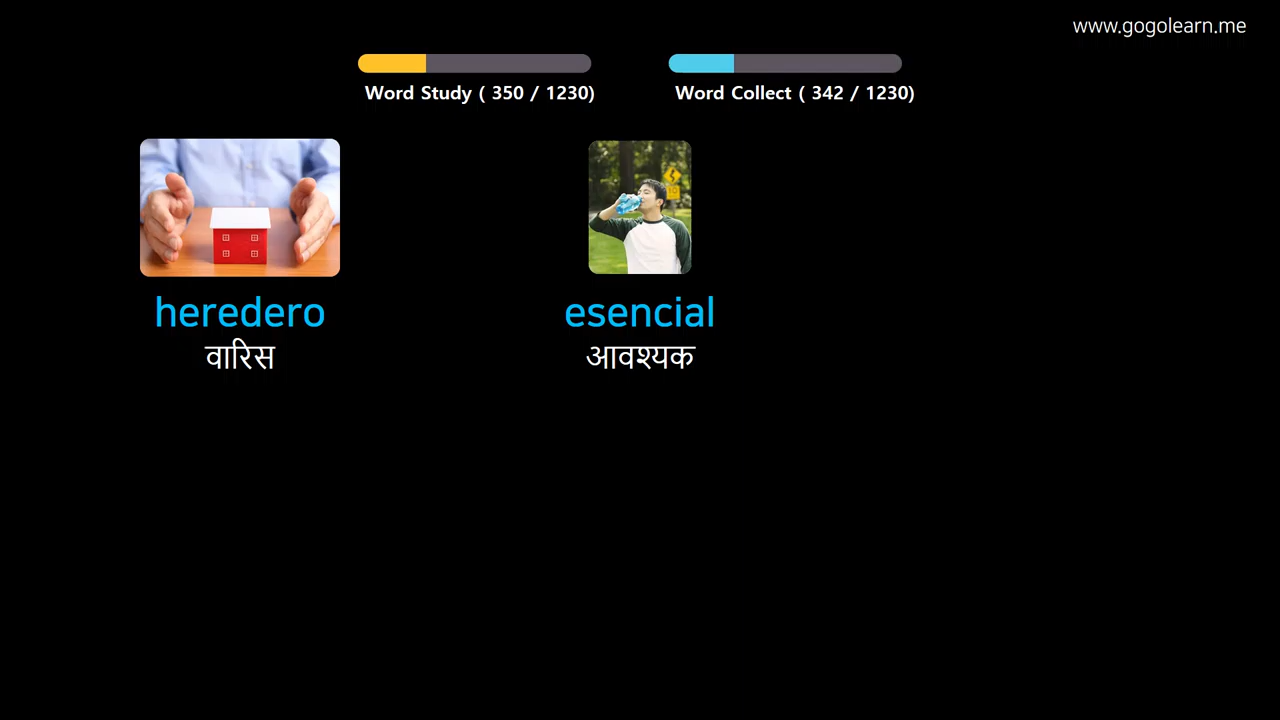 www.gogolearn.me
Word Study ( 350 / 1230)
Word Collect ( 342 / 1230)
heredero
वारिस
esencial
आवश्यक